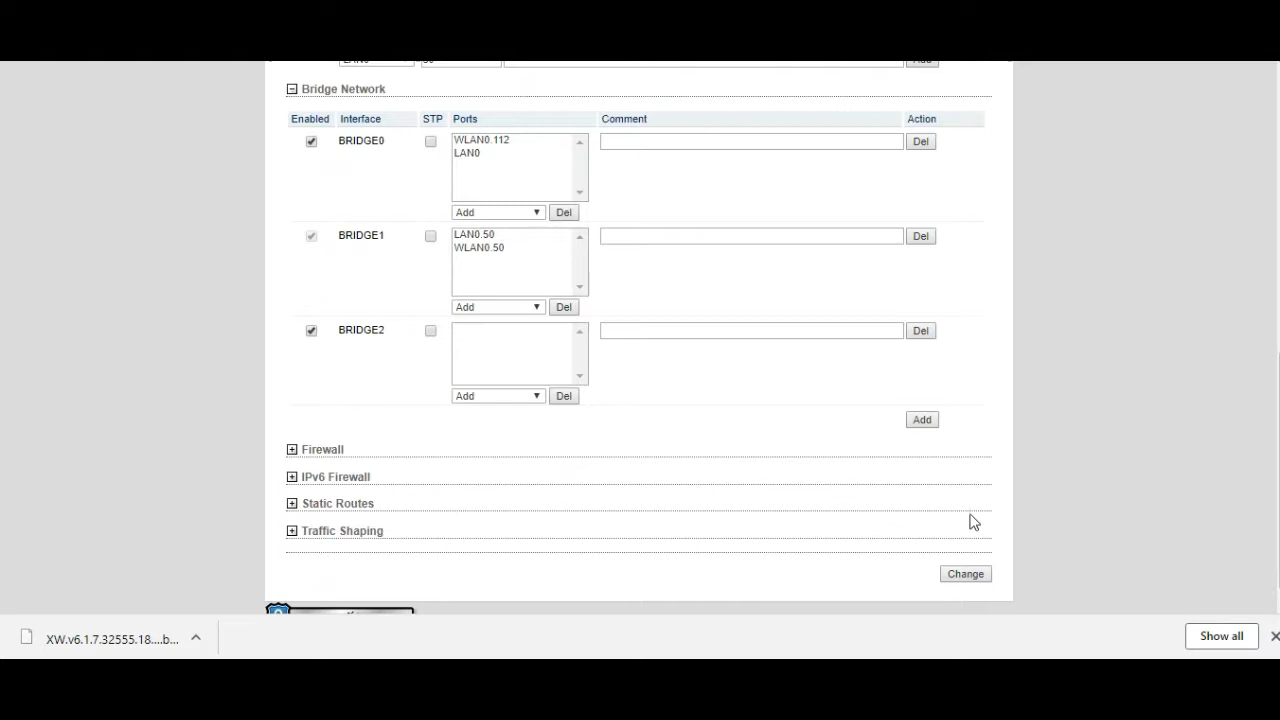 Bridge Network
Enabled Interface STP Ports Comment Action
BRIDGE0 WLAN0.112 Del
LAN0
Add Del
BRIDGE1 LAN0.50 Del
WLAN0.50
Add Del
BRIDGE2 Del
Add Del
Add
Firewall
IPv6 Firewall
Static Routes
Traffic Shaping
Change
XW.v6.1.7.32555.18....b... Show all